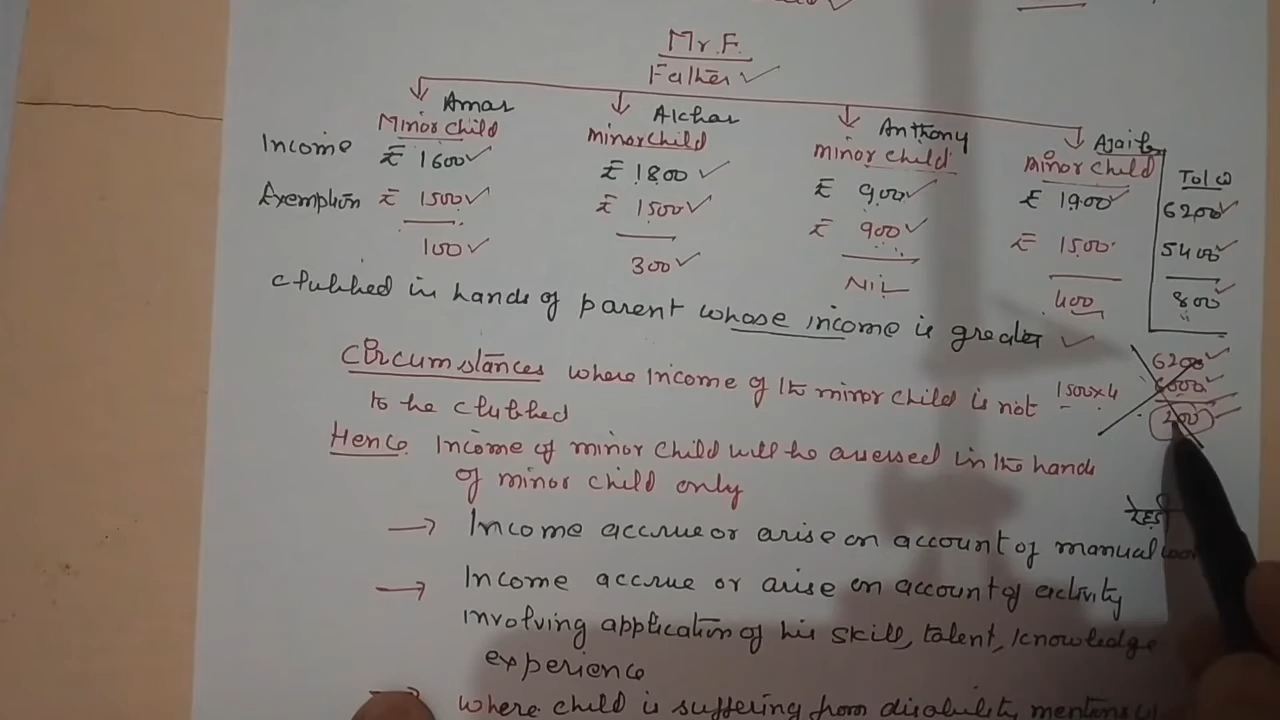 Mr. F.
Father ✓
Amar Akhar Anthony Ajait
Minor child minor child minor child minor child
Income ₹ 1600 ✓ ₹ 1800 ✓ ₹ 900 ✓ ₹ 1900 ✓ 6200 ✓
Exemption ₹ 1500 ✓ ₹ 1500 ✓ ₹ 900 ✓ ₹ 1500 5400 ✓
100 ✓ 300 ✓ NIL 400 800 ✓
clubbed in hands of parent whose income is greater ✓
6200 ✓
Circumstances where income of the minor child is not 1500x4 6000 ✓
to be clubbed 200
Hence Income of minor child will be assessed in the hands
of minor child only
→ Income accrue or arise on account of manual
→ Income accrue or arise on account of activity
involving application of his skill, talent, knowledge
experience
→ where child is suffering from disability mentioned